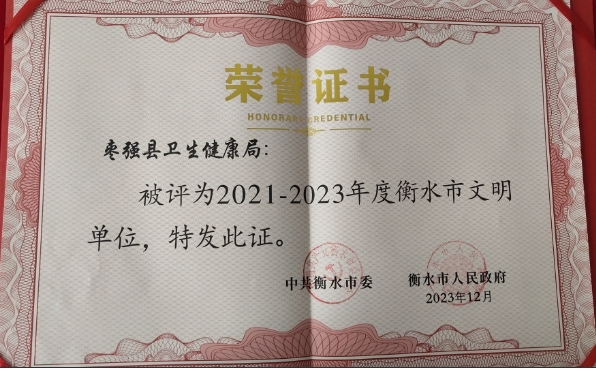 荣誉证书
HONORARY CREDENTIAL
枣强县卫生健康局：
被评为2021-2023年度衡水市文明
单位，特发此证。
中共衡水市委 衡水市人民政府
2023年12月